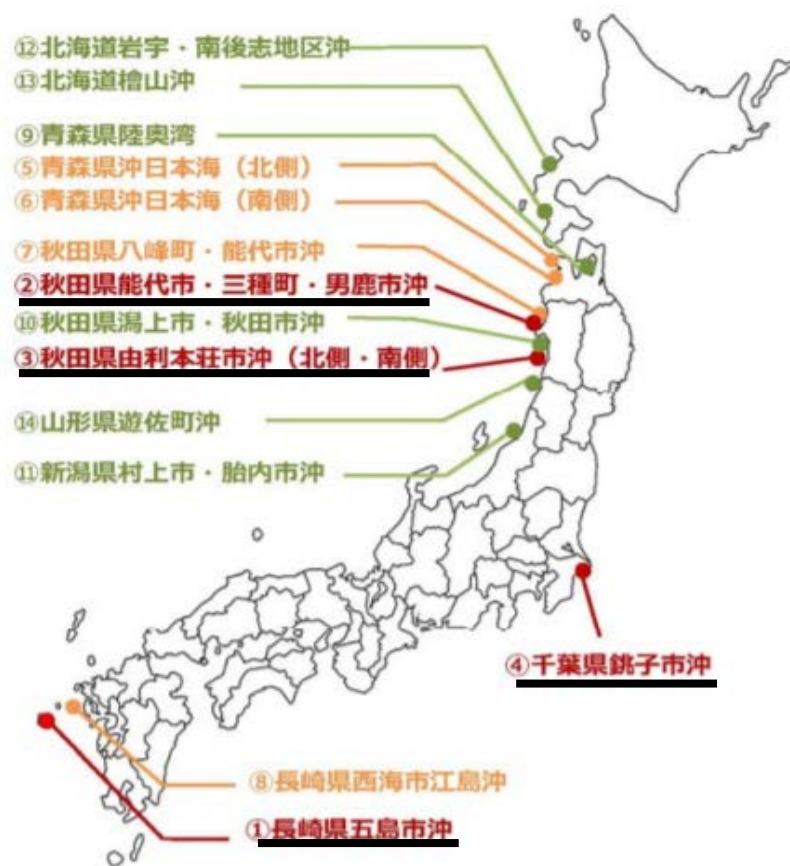 ⑫北海道岩宇・南後志地区沖
⑬北海道檜山沖
⑨青森県陸奥湾
⑤青森県沖日本海（北側）
⑥青森県沖日本海（南側）
⑦秋田県八峰町・能代市沖
②秋田県能代市・三種町・男鹿市沖
⑩秋田県潟上市・秋田市沖
③秋田県由利本荘市沖（北側・南側）
⑭山形県遊佐町沖
⑪新潟県村上市・胎内市沖
④千葉県銚子市沖
⑧長崎県西海市江島沖
①長崎県五島市沖